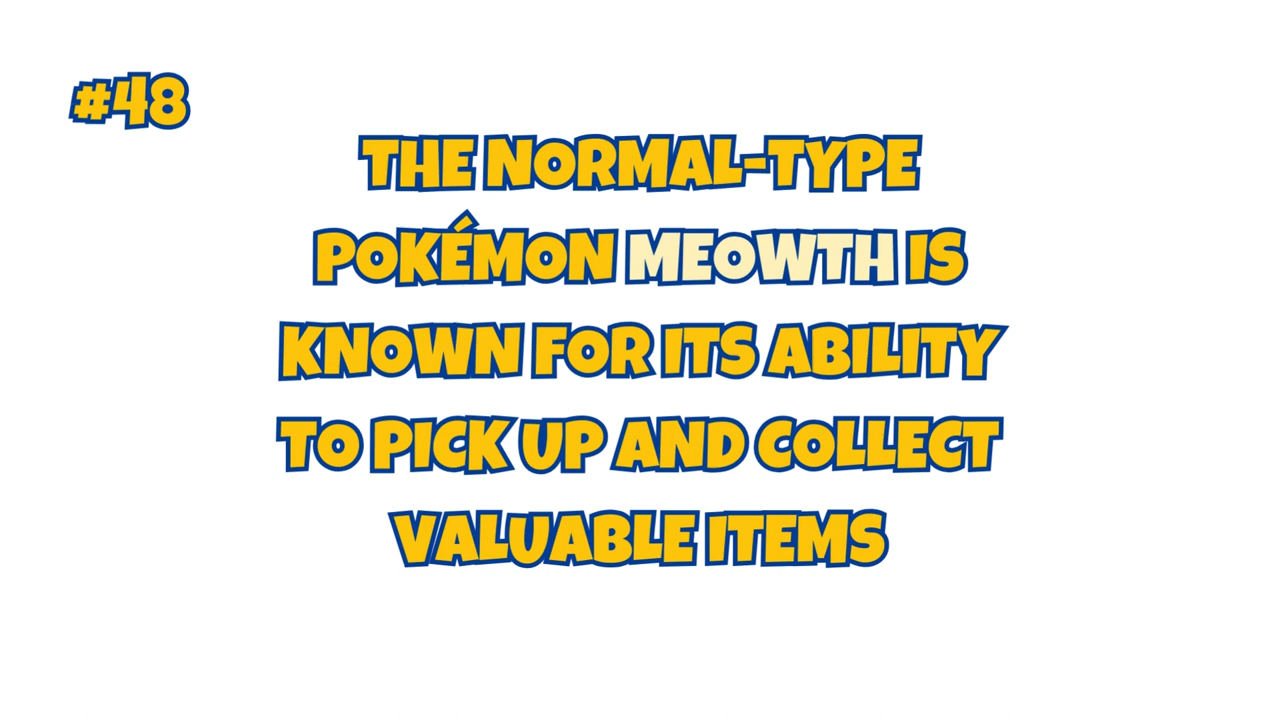 #48
THE NORMAL-TYPE
POKÉMON MEOWTH IS
KNOWN FOR ITS ABILITY
TO PICK UP AND COLLECT
VALUABLE ITEMS